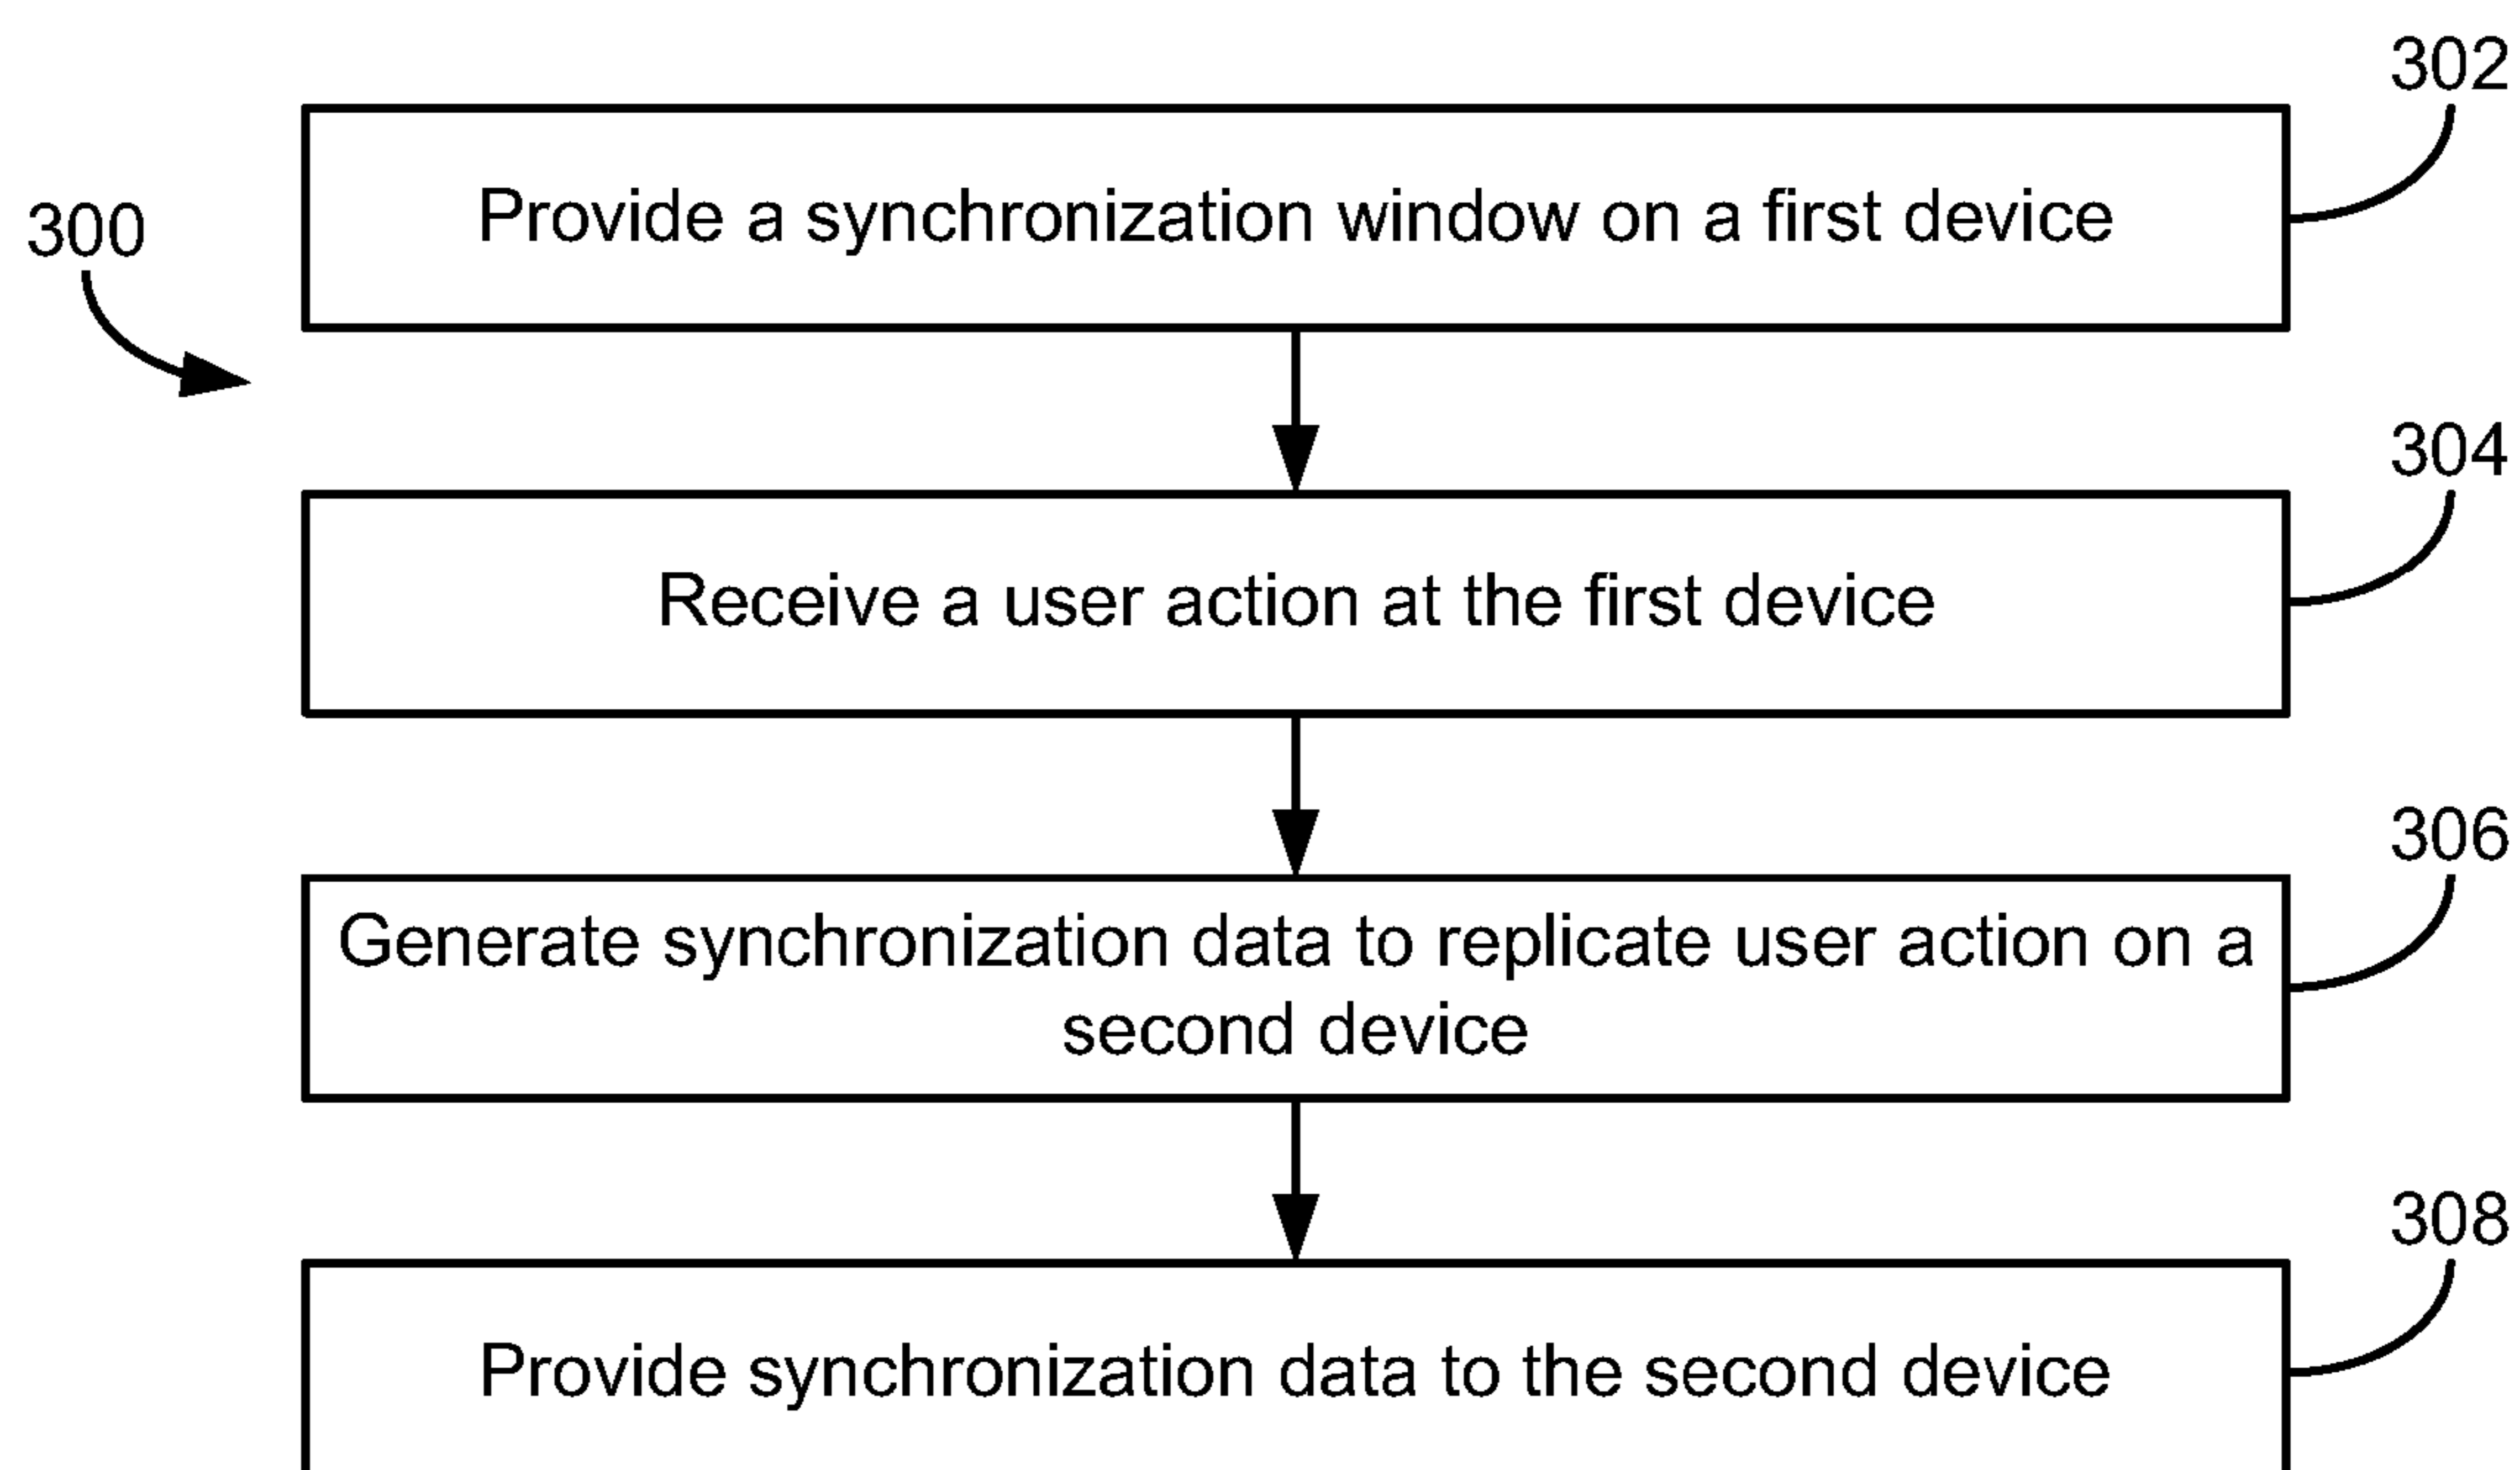 302
Provide a synchronization window on a first device
300
304
Receive a user action at the first device
306
Generate synchronization data to replicate user action on a
second device
308
Provide synchronization data to the second device